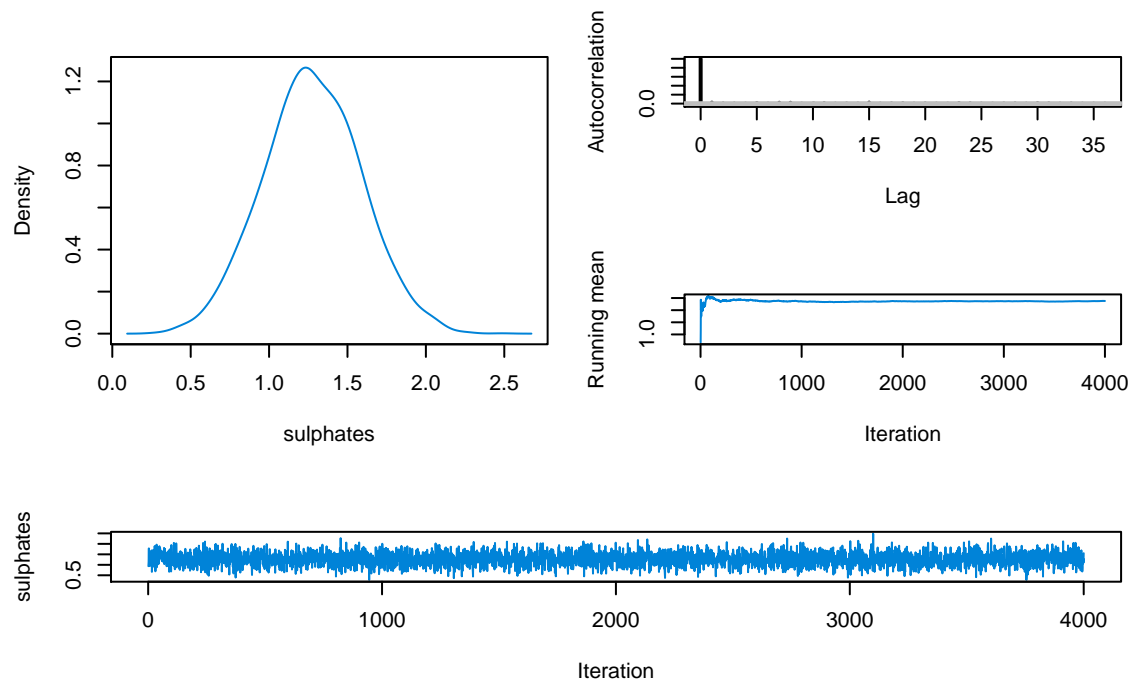 Density
0.0 0.4 0.8 1.2
0.0 0.5 1.0 1.5 2.0 2.5
sulphates
Autocorrelation
0.0
0 5 10 15 20 25 30 35
Lag
Running mean
1.0
0 1000 2000 3000 4000
Iteration
sulphates
0.5
0 1000 2000 3000 4000
Iteration